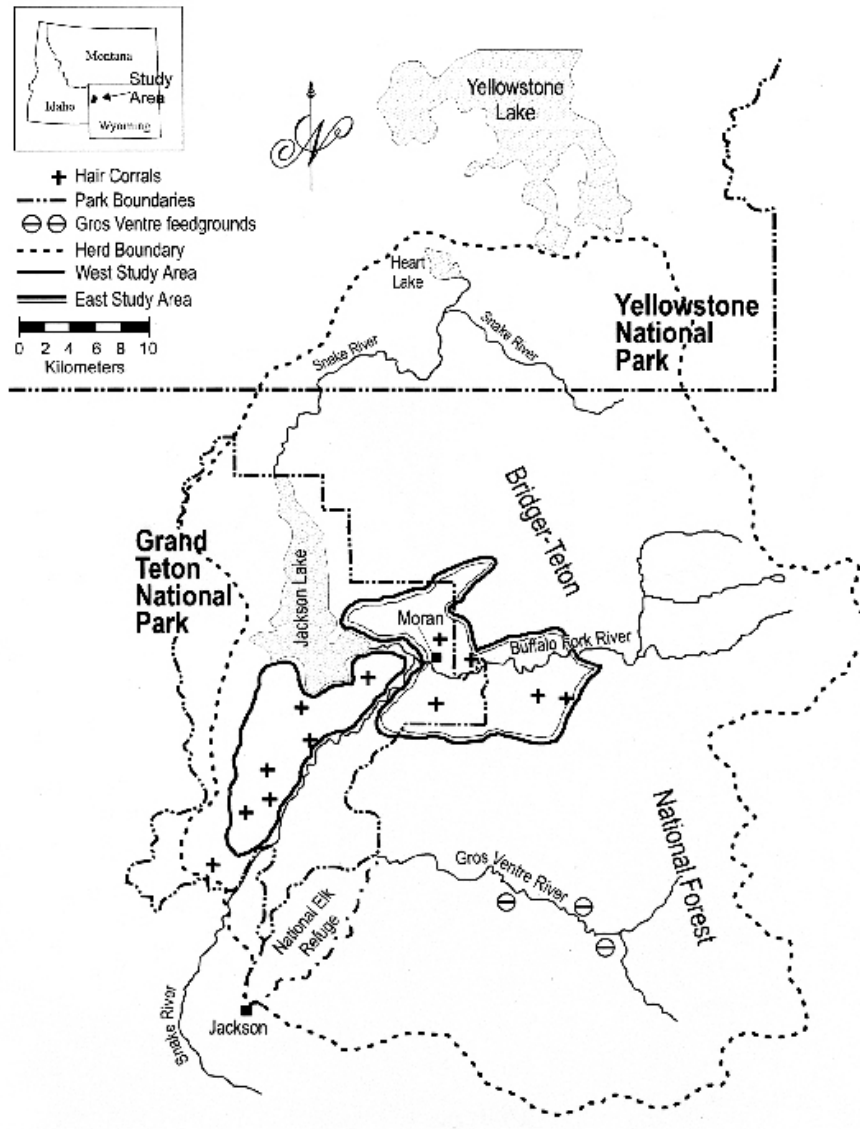 Montana
Study
Area
Idaho
Wyoming
N
Hair Corrals
Park Boundaries
Gros Ventre feedgrounds
Herd Boundary
West Study Area
East Study Area
0 2 4 6 8 10
Kilometers
Yellowstone
Lake
Heart
Lake
Yellowstone
National
Park
Snake River
Snake River
Bridger-Teton
Grand
Teton
National
Park
Jackson Lake
Moran
Buffalo Fork River
National Forest
Gros Ventre River
National Elk
Refuge
Snake River
Jackson